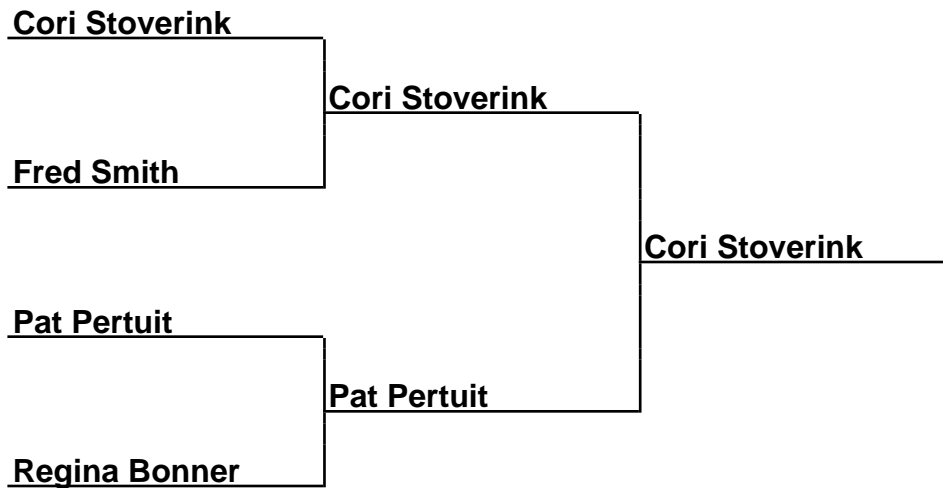 Cori Stoverink
Cori Stoverink
Fred Smith
Cori Stoverink
Pat Pertuit
Pat Pertuit
Regina Bonner